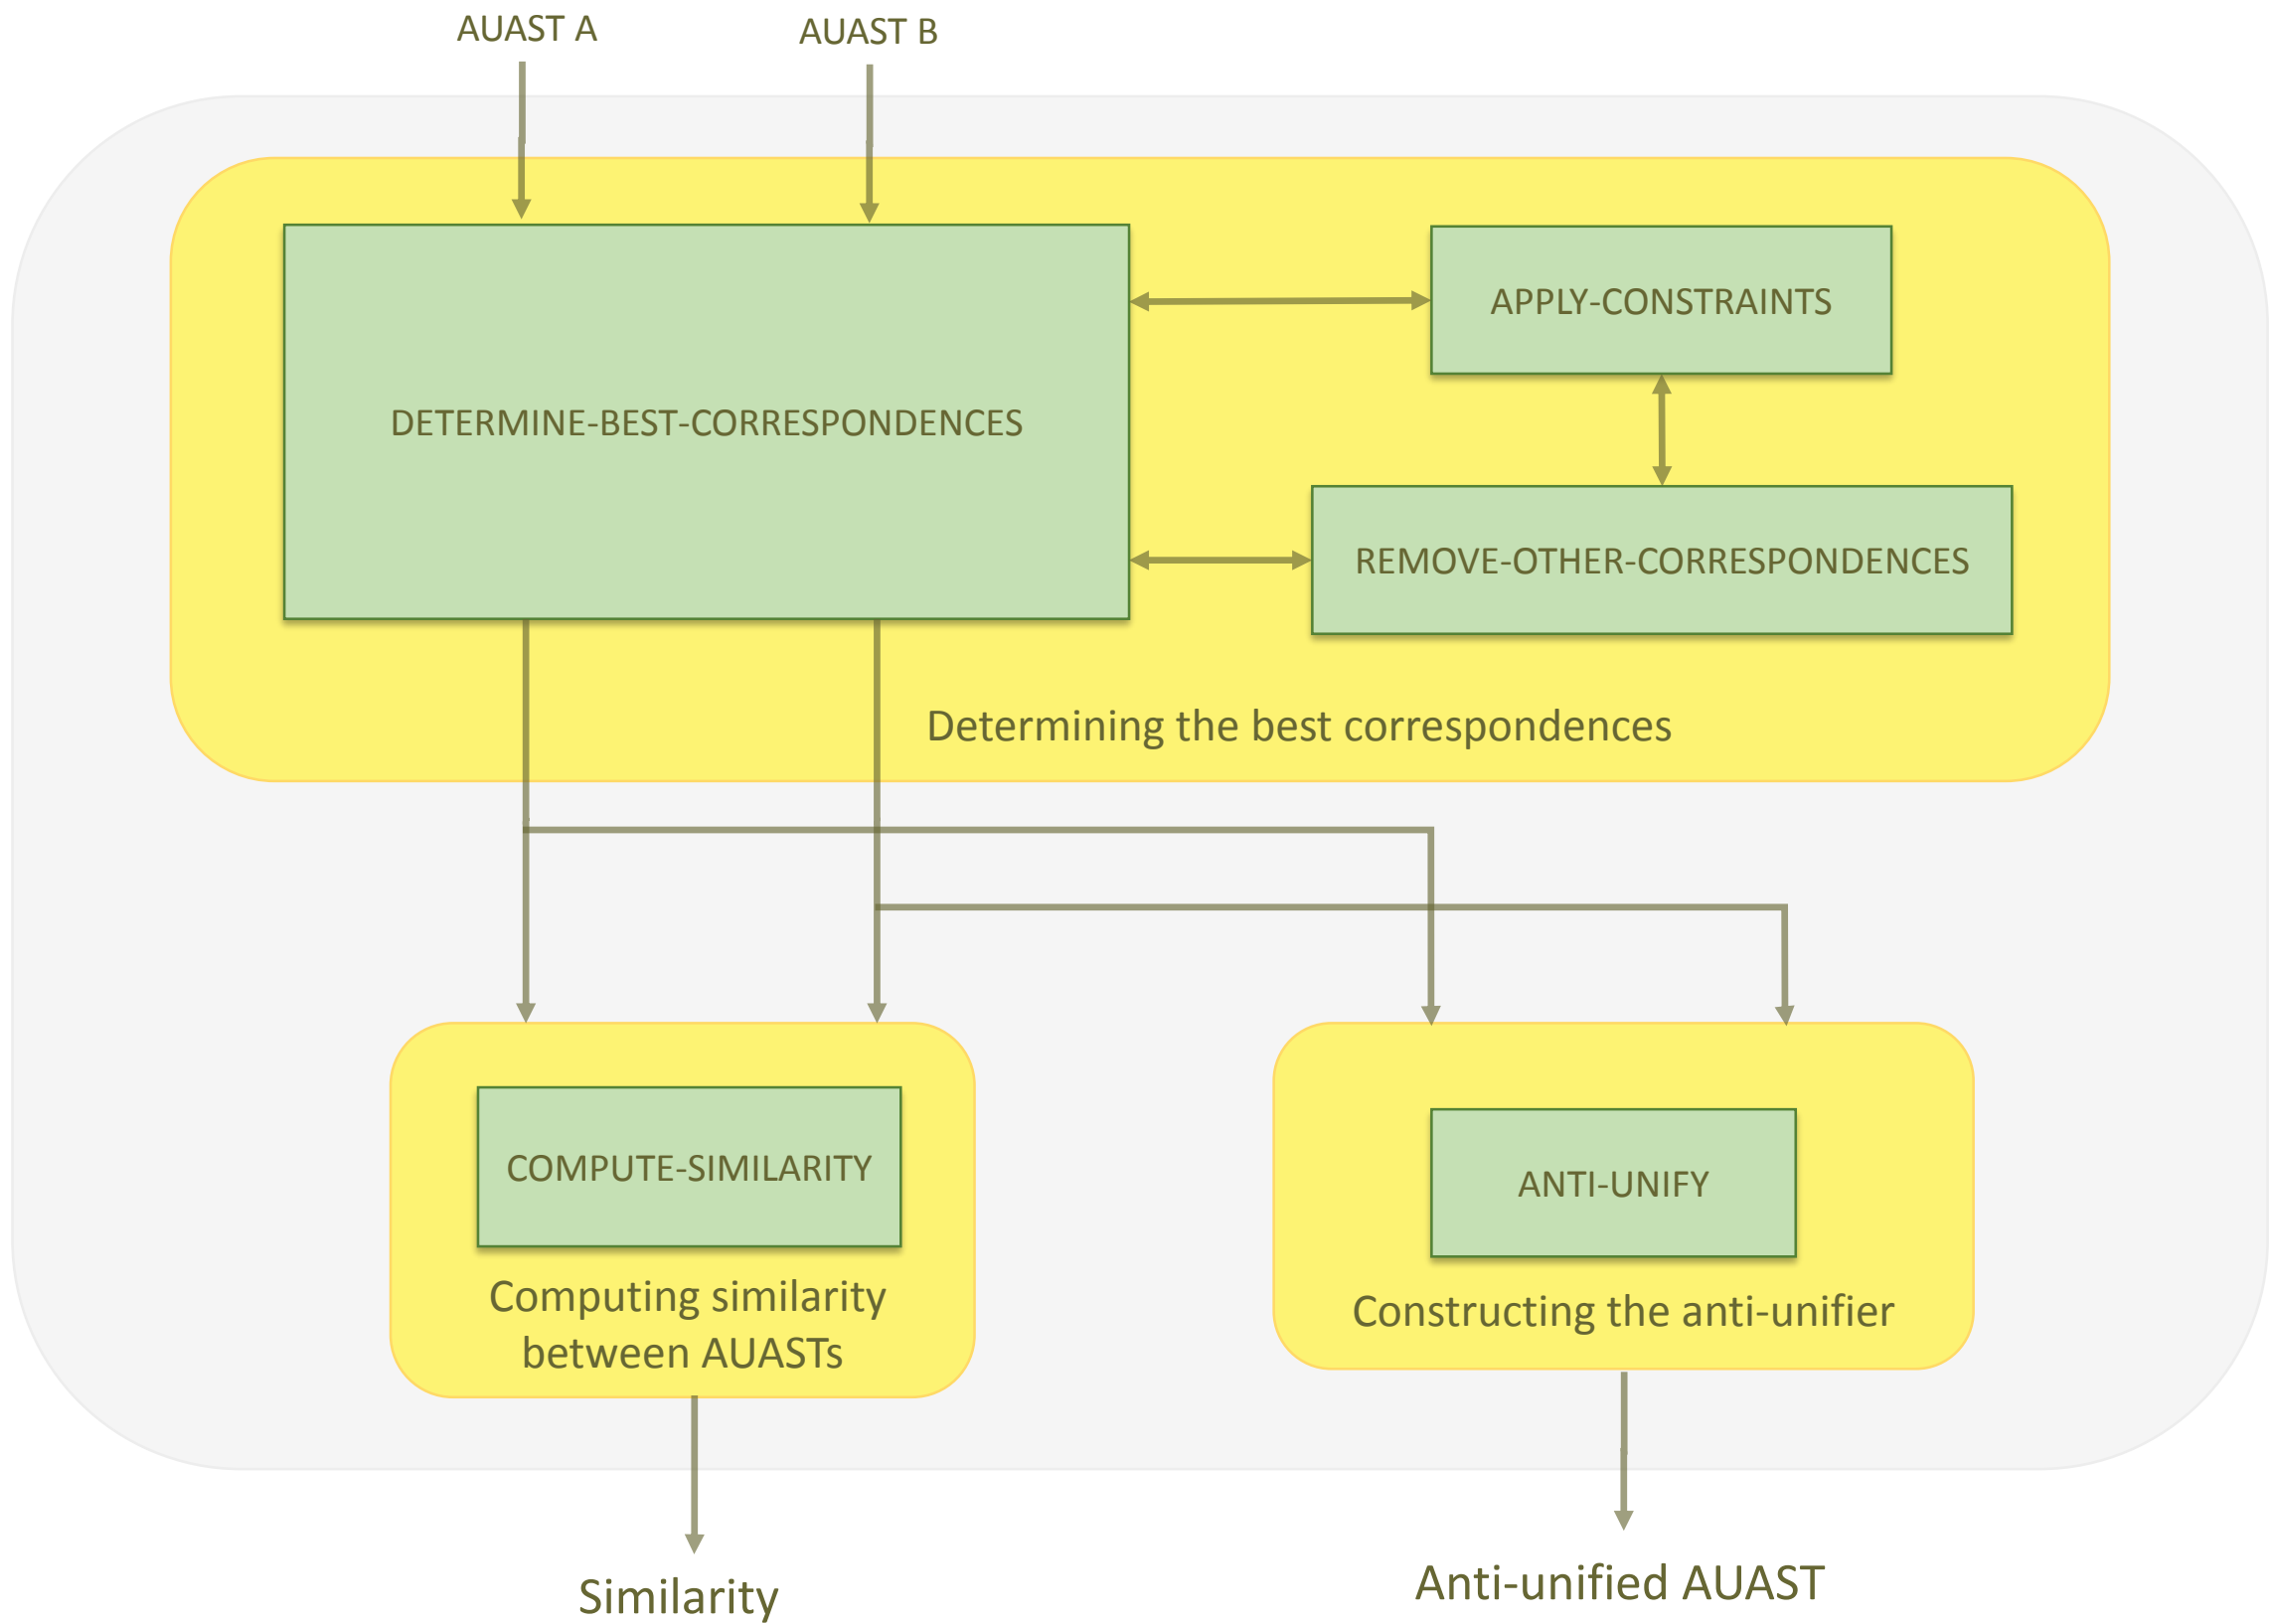 AUAST A
AUAST B
APPLY-CONSTRAINTS
DETERMINE-BEST-CORRESPONDENCES
REMOVE-OTHER-CORRESPONDENCES
Determining the best correspondences
COMPUTE-SIMILARITY
Computing similarity
between AUASTs
ANTI-UNIFY
Constructing the anti-unifier
Similarity
Anti-unified AUAST